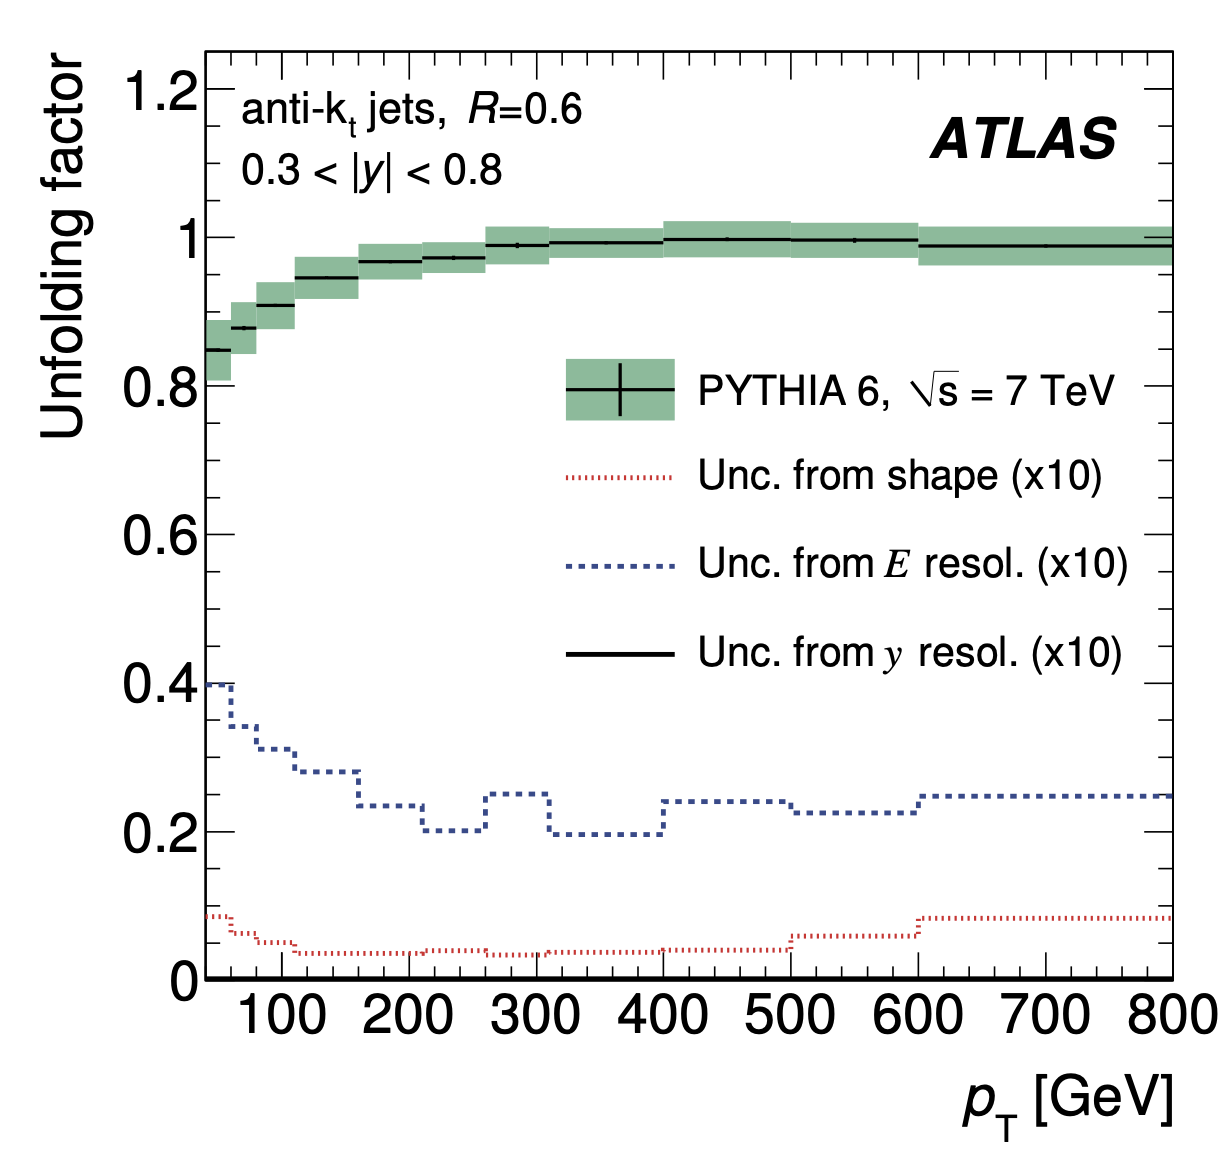 Unfolding factor
1.2
1
0.8
0.6
0.4
0.2
0
anti-kt jets, R=0.6
0.3 < |y| < 0.8
ATLAS
PYTHIA 6, √s = 7 TeV
Unc. from shape (x10)
Unc. from E resol. (x10)
Unc. from y resol. (x10)
100 200 300 400 500 600 700 800
pT [GeV]